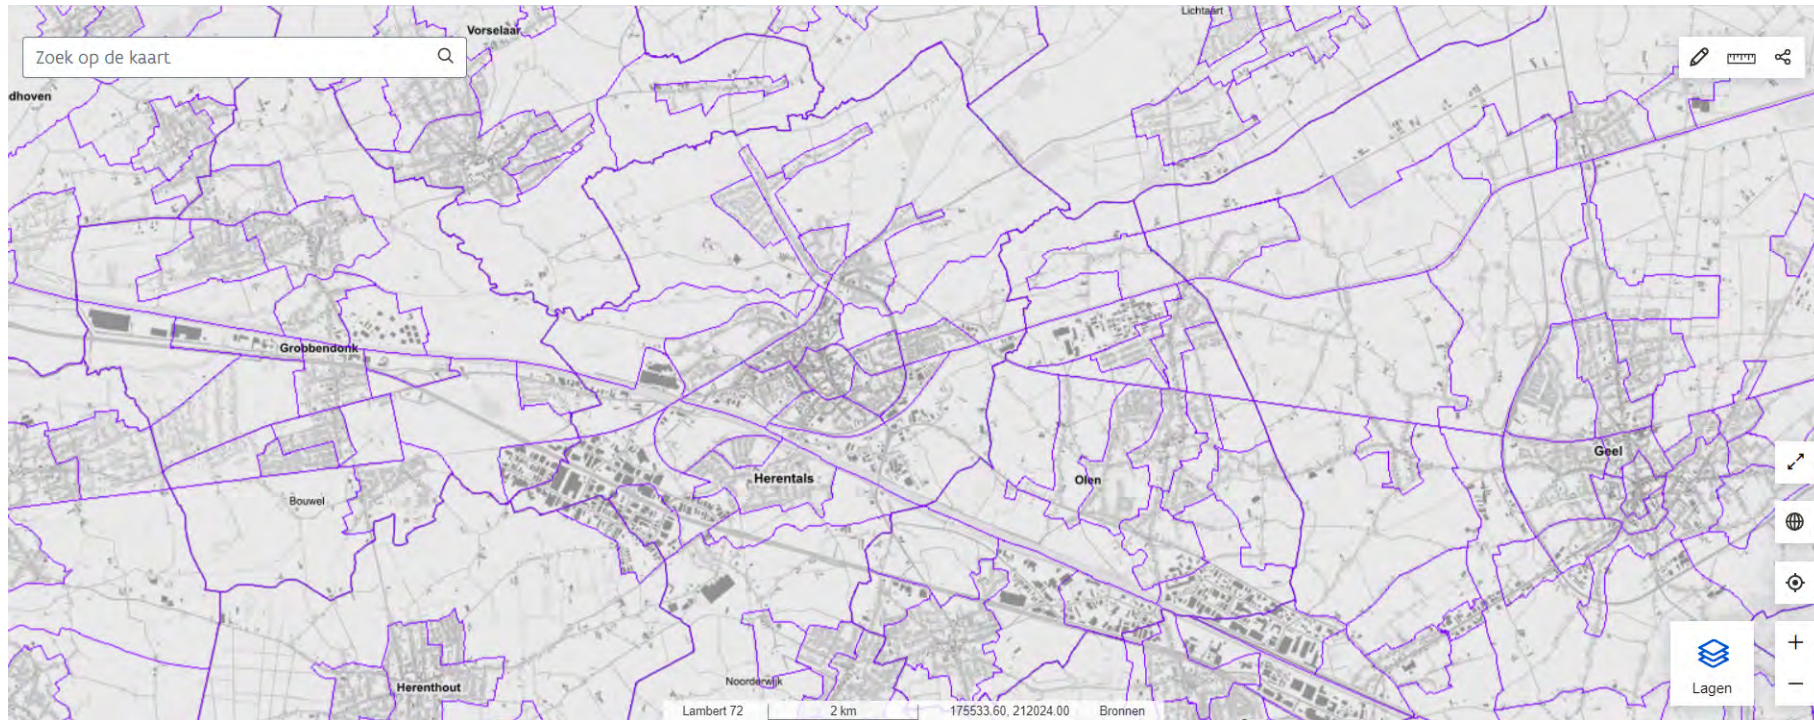 Lichtaart
Vorselaar
Zoek op de kaart
dhoven
Grobbendonk
Geel
Herentals
Olen
Bouwel
Noorderwijk
Herenthout
Lagen
Lambert 72
2 km
175533.60, 212024.00
Bronnen